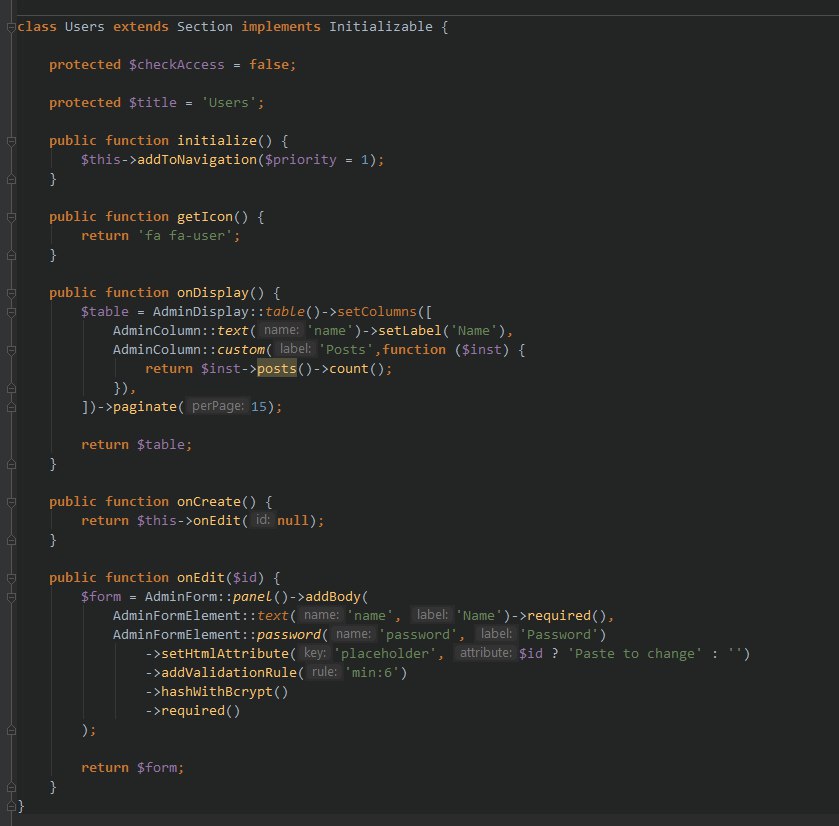 class Users extends Section implements Initializable {
protected $checkAccess = false;
protected $title = 'Users';
public function initialize() {
$this->addToNavigation($priority = 1);
}
public function getIcon() {
return 'fa fa-user';
}
public function onDisplay() {
$table = AdminDisplay::table()->setColumns([
AdminColumn::text( name: 'name')->setLabel('Name'),
AdminColumn::custom( label: 'Posts',function ($inst) {
return $inst->posts()->count();
}),
])->paginate( perPage: 15);
return $table;
}
public function onCreate() {
return $this->onEdit( id: null);
}
public function onEdit($id) {
$form = AdminForm::panel()->addBody(
AdminFormElement::text( name: 'name', label: 'Name')->required(),
AdminFormElement::password( name: 'password', label: 'Password')
->setHtmlAttribute( key: 'placeholder', attribute: $id ? 'Paste to change' : '')
->addValidationRule( rule: 'min:6')
->hashWithBcrypt()
->required()
);
return $form;
}
}